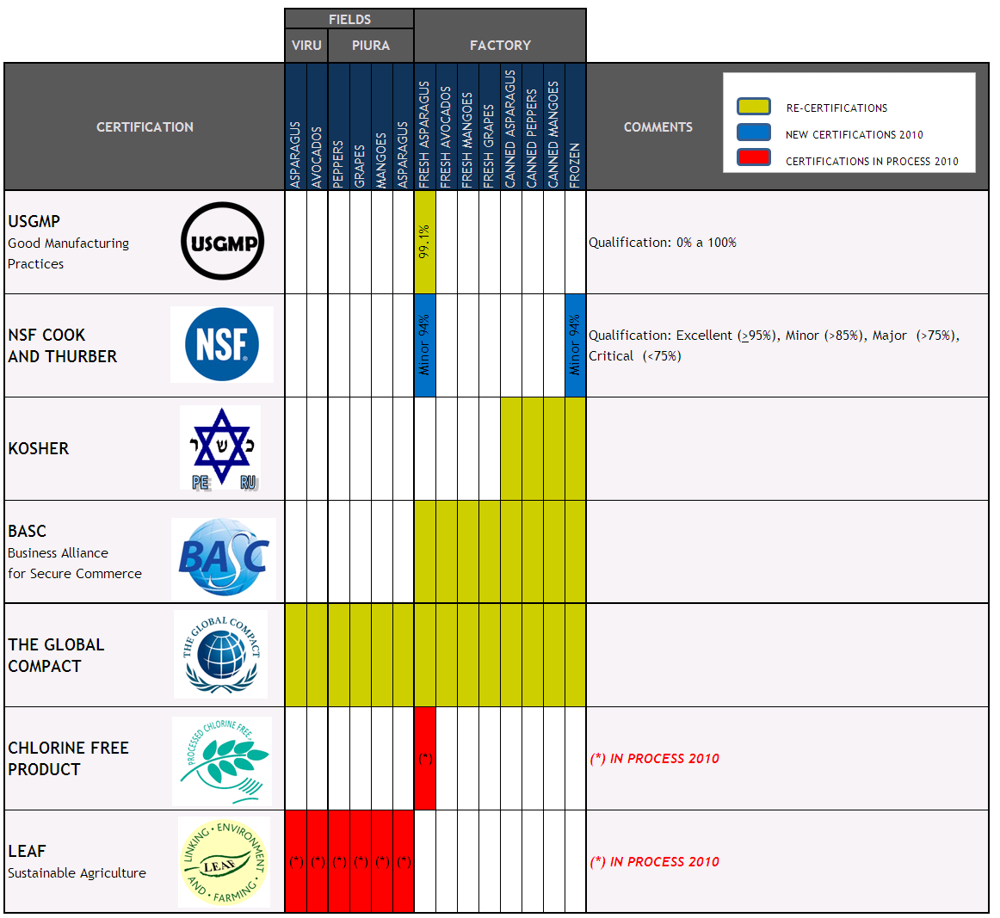 FIELDS
VIRU
PIURA
FACTORY
CERTIFICATION
ASPARAGUS
AVOCADOS
PEPPERS
GRAPES
MANGOES
ASPARAGUS
FRESH ASPARAGUS
FRESH AVOCADOS
FRESH MANGOES
FRESH GRAPES
CANNED ASPARAGUS
CANNED PEPPERS
CANNED MANGOES
FROZEN
COMMENTS
RE-CERTIFICATIONS
NEW CERTIFICATIONS 2010
CERTIFICATIONS IN PROCESS 2010
USGMP
Good Manufacturing
Practices
USGMP
99.1%
Qualification: 0% a 100%
NSF COOK
AND THURBER
NSF®
Minor 94%
Minor 94%
Qualification: Excellent (≥95%), Minor (>85%), Major (>75%),
Critical (<75%)
KOSHER
כשר
PE RU
BASC
Business Alliance
for Secure Commerce
BASC
THE GLOBAL
COMPACT
THE GLOBAL COMPACT
CHLORINE FREE
PRODUCT
PROCESSED CHLORINE FREE
(*)
(*) IN PROCESS 2010
LEAF
Sustainable Agriculture
LINKING · ENVIRONMENT
LEAF
· AND · FARMING ·
(*)
(*)
(*)
(*)
(*)
(*)
(*) IN PROCESS 2010